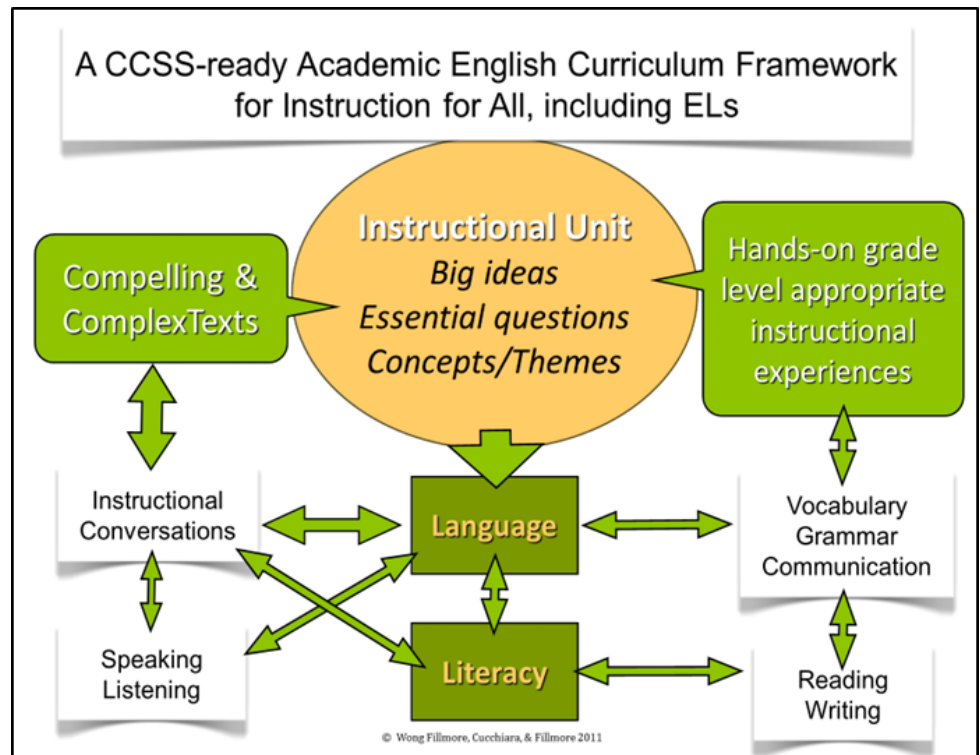 A CCSS-ready Academic English Curriculum Framework
for Instruction for All, including ELs
Instructional Unit
Big ideas
Essential questions
Concepts/Themes
Compelling &
ComplexTexts
Hands-on grade
level appropriate
instructional
experiences
Instructional
Conversations
Language
Vocabulary
Grammar
Communication
Speaking
Listening
Literacy
Reading
Writing
© Wong Fillmore, Cucchiara, & Fillmore 2011